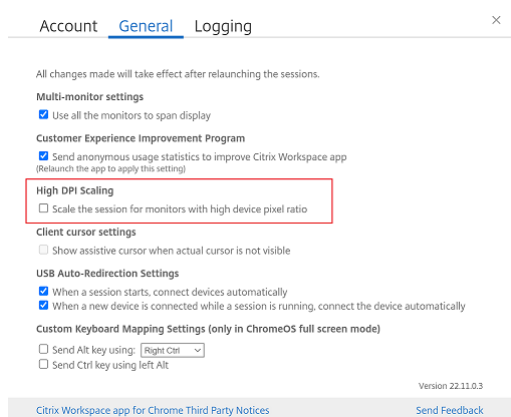 Account General Logging
All changes made will take effect after relaunching the sessions.
Multi-monitor settings
Use all the monitors to span display
Customer Experience Improvement Program
Send anonymous usage statistics to improve Citrix Workspace app
(Relaunch the app to apply this setting)
High DPI Scaling
Scale the session for monitors with high device pixel ratio
Client cursor settings
Show assistive cursor when actual cursor is not visible
USB Auto-Redirection Settings
When a session starts, connect devices automatically
When a new device is connected while a session is running, connect the device automatically
Custom Keyboard Mapping Settings (only in ChromeOS full screen mode)
Send Alt key using: Right Ctrl
Send Ctrl key using left Alt
Version 22.11.0.3
Citrix Workspace app for Chrome Third Party Notices Send Feedback